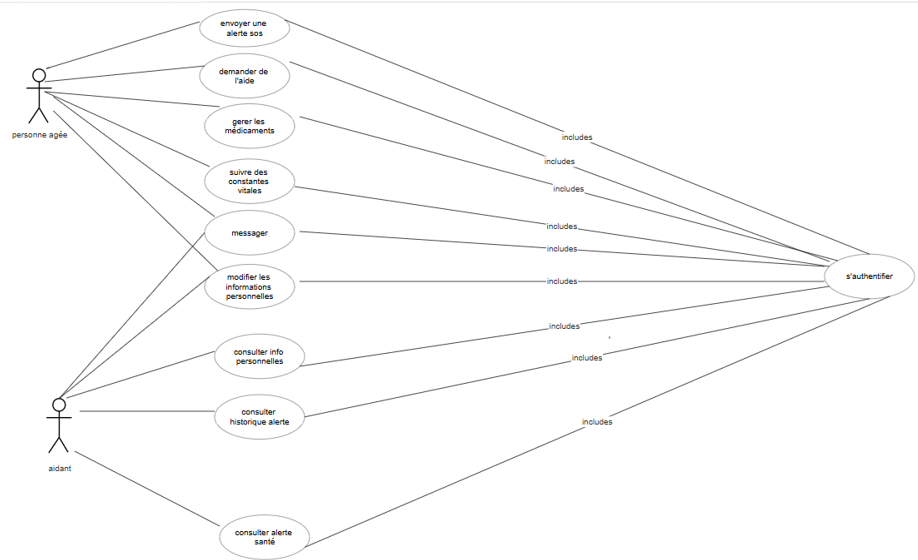 envoyer une
alerte sos
demander de
l'aide
gerer les
médicaments
personne agée
includes
includes
suivre des
constantes
vitales
includes
messager
includes
includes
modifier les
informations
personnelles
includes
s'authentifier
includes
consulter info
personnelles
includes
consulter
historique alerte
includes
aidant
consulter alerte
santé